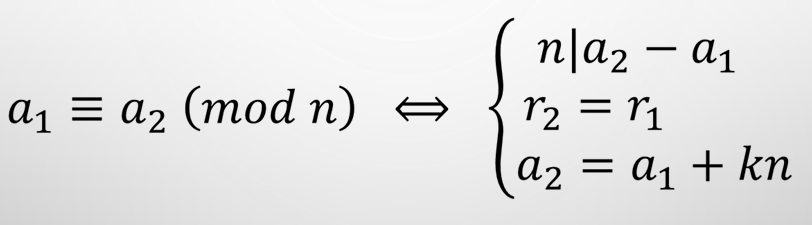 n|a₂ − a₁
a₁ ≡ a₂ (mod n) ⟺ { r₂ = r₁
a₂ = a₁ + kn